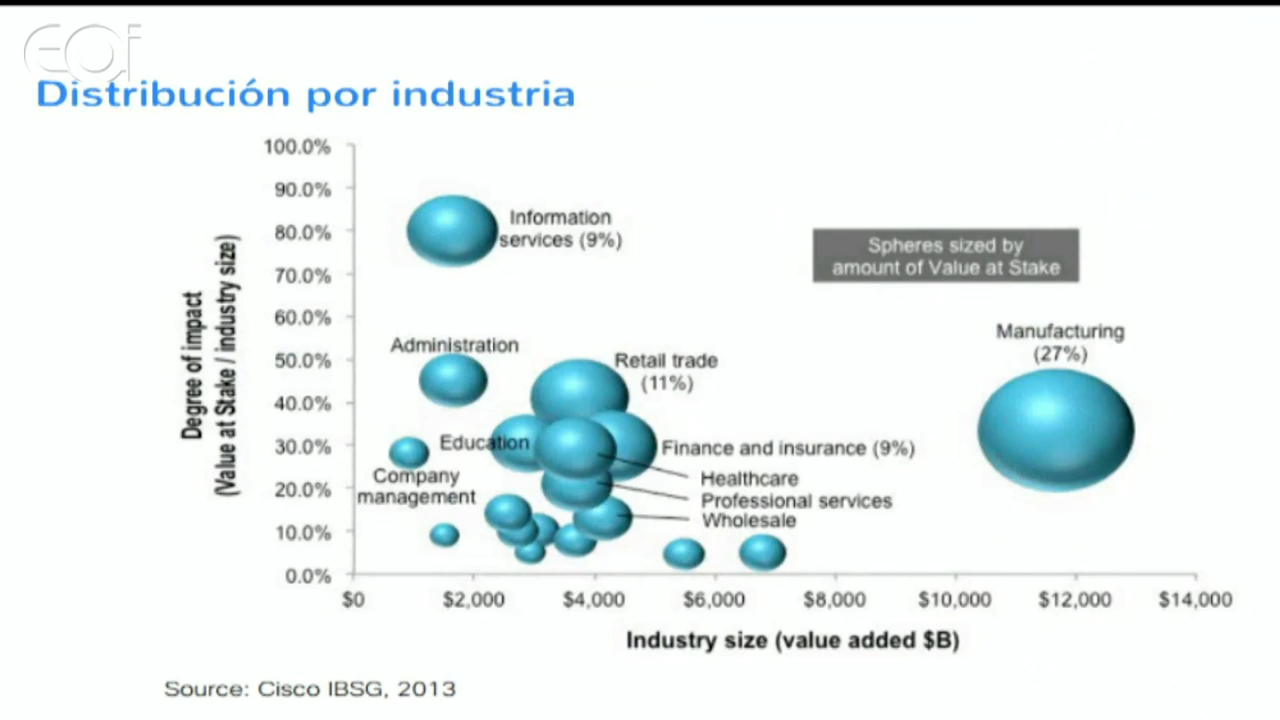 eoi
Distribución por industria
100.0%
90.0%
80.0%
70.0%
60.0%
50.0%
40.0%
30.0%
20.0%
10.0%
0.0%
Degree of impact
(Value at Stake / industry size)
Information
services (9%)
Spheres sized by
amount of Value at Stake
Manufacturing
(27%)
Administration
Retail trade
(11%)
Education
Finance and insurance (9%)
Company
management
Healthcare
Professional services
Wholesale
$0
$2,000
$4,000
$6,000
$8,000
$10,000
$12,000
$14,000
Industry size (value added $B)
Source: Cisco IBSG, 2013